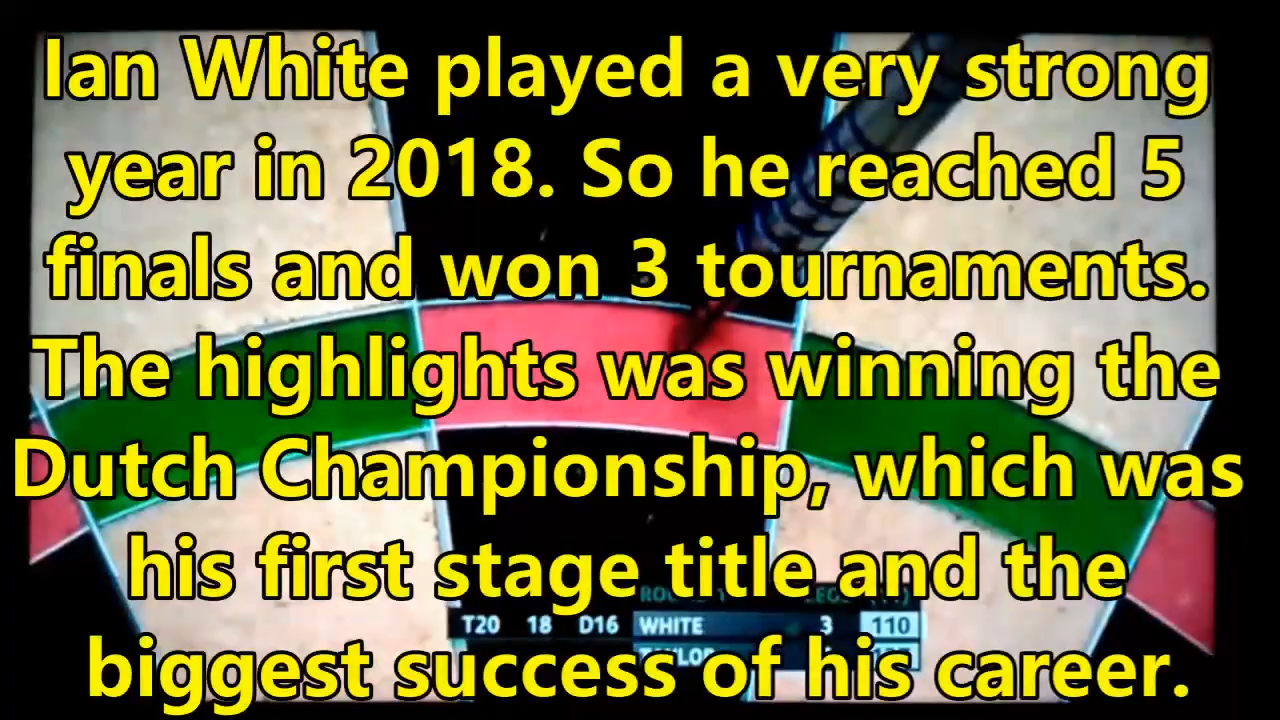 Ian White played a very strong
year in 2018. So he reached 5
finals and won 3 tournaments.
The highlights was winning the
Dutch Championship, which was
his first stage title and the
T20 18 D16 WHITE 3 110
biggest success of his career.